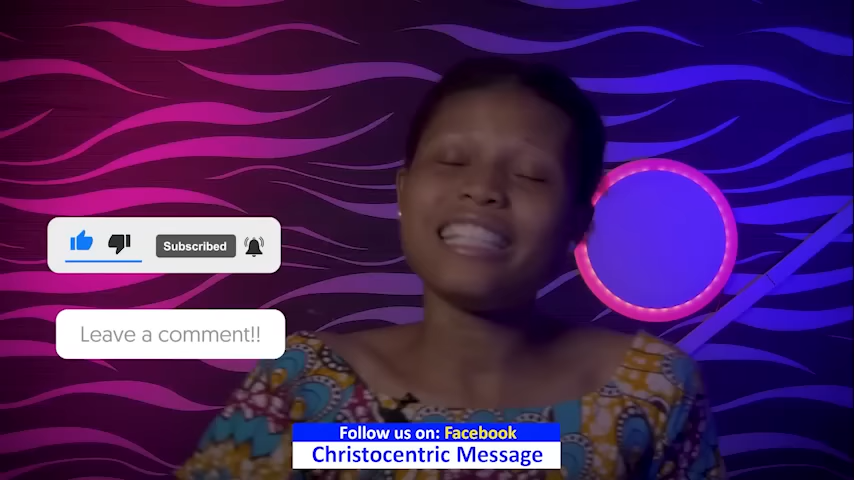 Subscribed
Leave a comment!!
Follow us on: Facebook
Christocentric Message